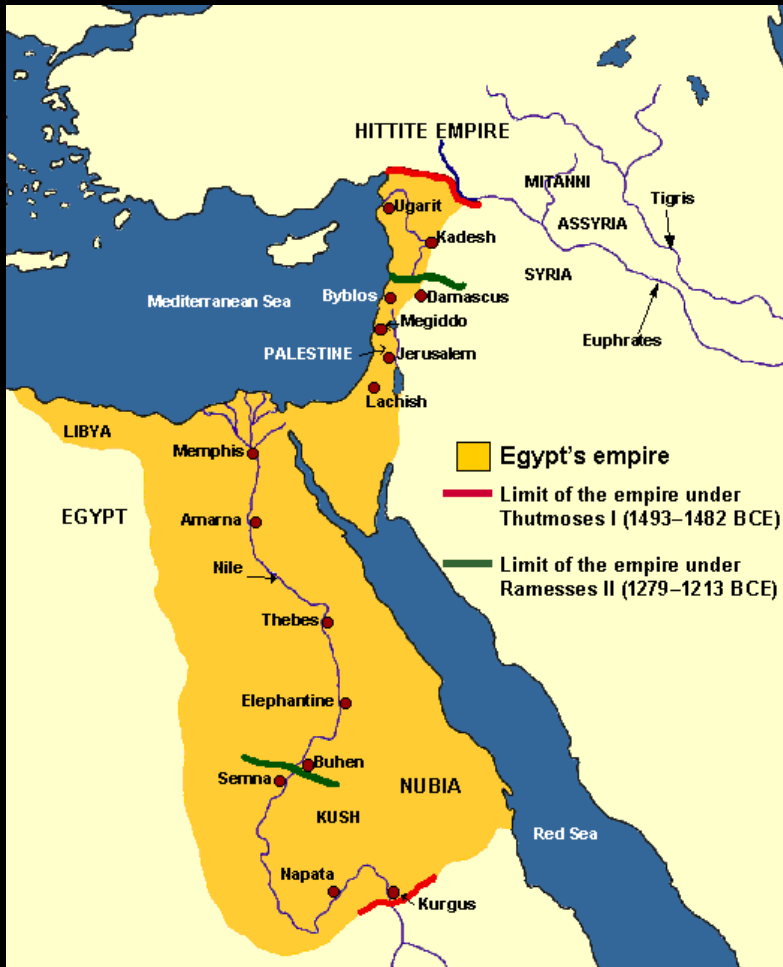 HITTITE EMPIRE
MITANNI
Tigris
Ugarit
ASSYRIA
Kadesh
SYRIA
Mediterranean Sea
Byblos
Damascus
Megiddo
Euphrates
PALESTINE
Jerusalem
Lachish
LIBYA
Memphis
Egypt's empire
Limit of the empire under
Thutmoses I (1493–1482 BCE)
EGYPT
Amarna
Nile
Limit of the empire under
Ramesses II (1279–1213 BCE)
Thebes
Elephantine
Buhen
Semna
NUBIA
KUSH
Red Sea
Napata
Kurgus